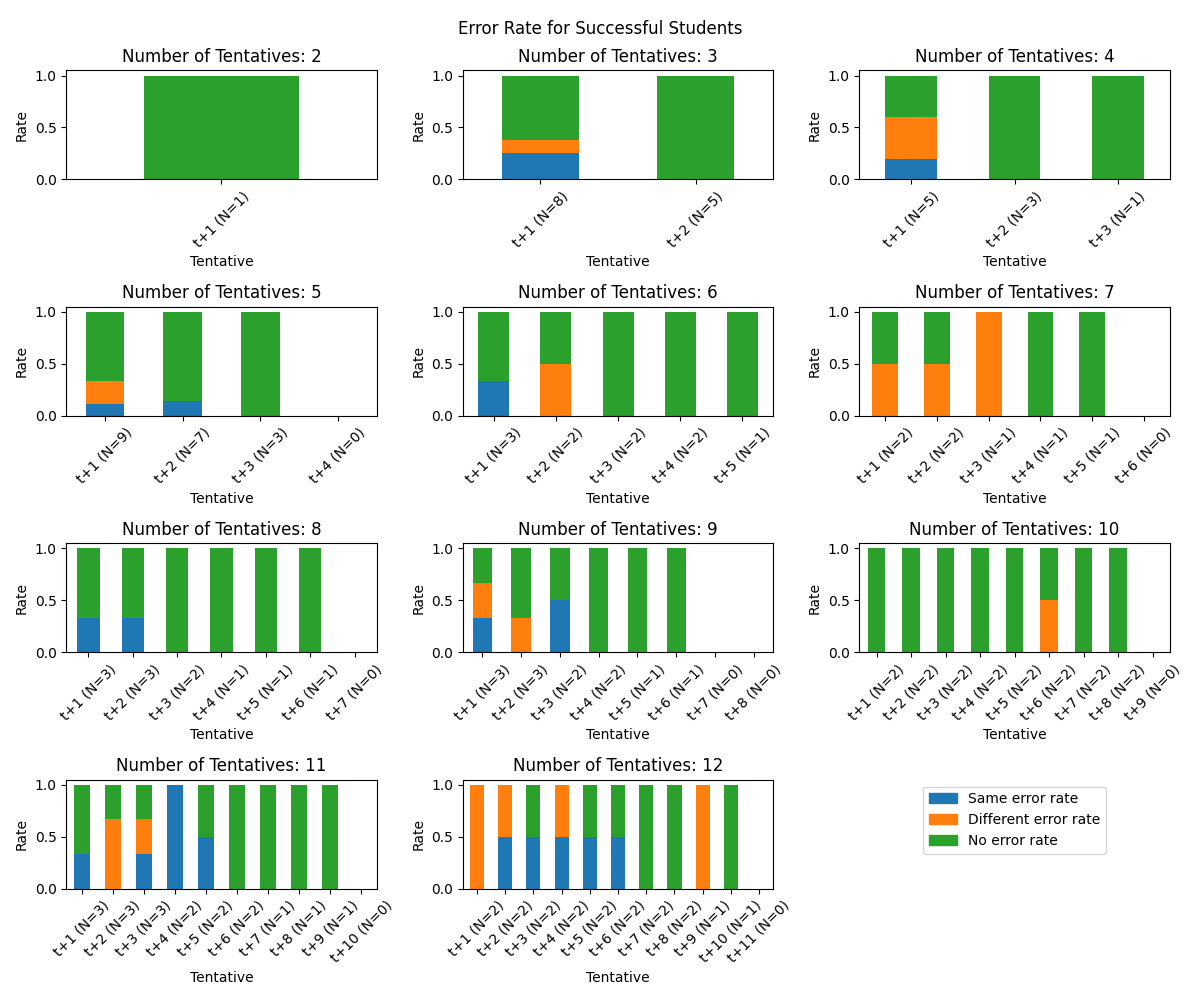 Error Rate for Successful Students
Number of Tentatives: 2
Rate
1.0
0.5
0.0
t+1 (N=1)
Tentative
Number of Tentatives: 3
Rate
1.0
0.5
0.0
t+1 (N=8)
t+2 (N=5)
Tentative
Number of Tentatives: 4
Rate
1.0
0.5
0.0
t+1 (N=5)
t+2 (N=3)
t+3 (N=1)
Tentative
Number of Tentatives: 5
Rate
1.0
0.5
0.0
t+1 (N=9)
t+2 (N=7)
t+3 (N=3)
t+4 (N=0)
Tentative
Number of Tentatives: 6
Rate
1.0
0.5
0.0
t+1 (N=3)
t+2 (N=2)
t+3 (N=2)
t+4 (N=2)
t+5 (N=1)
Tentative
Number of Tentatives: 7
Rate
1.0
0.5
0.0
t+1 (N=2)
t+2 (N=2)
t+3 (N=1)
t+4 (N=1)
t+5 (N=1)
t+6 (N=0)
Tentative
Number of Tentatives: 8
Rate
1.0
0.5
0.0
t+1 (N=3)
t+2 (N=3)
t+3 (N=2)
t+4 (N=1)
t+5 (N=1)
t+6 (N=1)
t+7 (N=0)
Tentative
Number of Tentatives: 9
Rate
1.0
0.5
0.0
t+1 (N=3)
t+2 (N=3)
t+3 (N=2)
t+4 (N=2)
t+5 (N=1)
t+6 (N=1)
t+7 (N=0)
t+8 (N=0)
Tentative
Number of Tentatives: 10
Rate
1.0
0.5
0.0
t+1 (N=2)
t+2 (N=2)
t+3 (N=2)
t+4 (N=2)
t+5 (N=2)
t+6 (N=2)
t+7 (N=2)
t+8 (N=2)
t+9 (N=0)
Tentative
Number of Tentatives: 11
Rate
1.0
0.5
0.0
t+1 (N=3)
t+2 (N=3)
t+3 (N=3)
t+4 (N=2)
t+5 (N=2)
t+6 (N=2)
t+7 (N=1)
t+8 (N=1)
t+9 (N=1)
t+10 (N=0)
Tentative
Number of Tentatives: 12
Rate
1.0
0.5
0.0
t+1 (N=2)
t+2 (N=2)
t+3 (N=2)
t+4 (N=2)
t+5 (N=2)
t+6 (N=2)
t+7 (N=2)
t+8 (N=2)
t+9 (N=1)
t+10 (N=1)
t+11 (N=0)
Tentative
Same error rate
Different error rate
No error rate